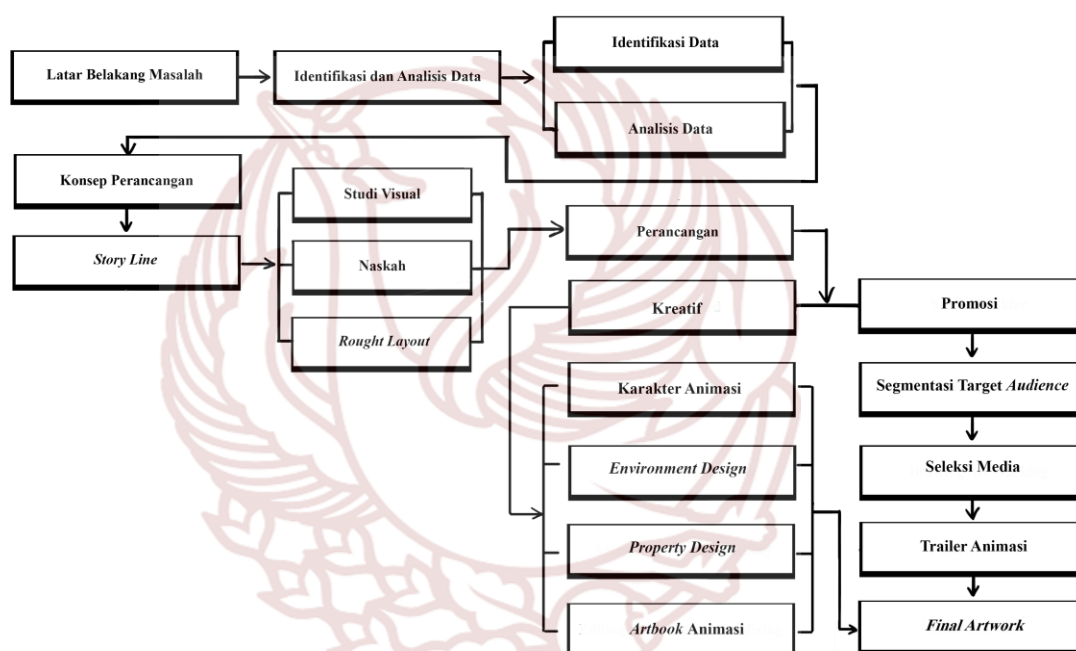 Latar Belakang Masalah
Identifikasi dan Analisis Data
Identifikasi Data
Analisis Data
Konsep Perancangan
Story Line
Studi Visual
Naskah
Rought Layout
Perancangan
Kreatif
Promosi
Karakter Animasi
Environment Design
Property Design
Artbook Animasi
Segmentasi Target Audience
Seleksi Media
Trailer Animasi
Final Artwork